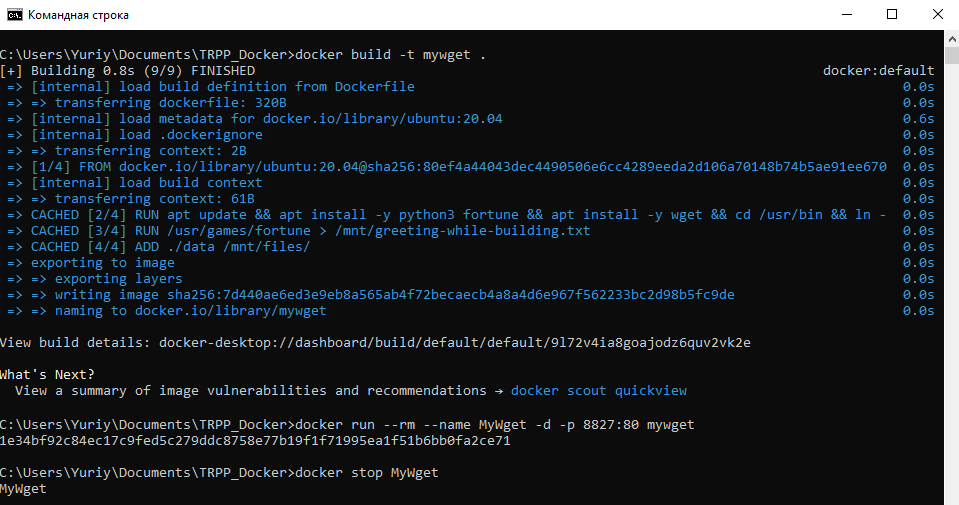 Командная строка
C:\Users\Yuriy\Documents\TRPP_Docker>docker build -t mywget .
[+] Building 0.8s (9/9) FINISHED docker:default
=> [internal] load build definition from Dockerfile 0.0s
=> => transferring dockerfile: 320B 0.0s
=> [internal] load metadata for docker.io/library/ubuntu:20.04 0.6s
=> [internal] load .dockerignore 0.0s
=> => transferring context: 2B 0.0s
=> [1/4] FROM docker.io/library/ubuntu:20.04@sha256:80ef4a44043dec4490506e6cc4289eeda2d106a70148b74b5ae91ee670 0.0s
=> [internal] load build context 0.0s
=> => transferring context: 61B 0.0s
=> CACHED [2/4] RUN apt update && apt install -y python3 fortune && apt install -y wget && cd /usr/bin && ln - 0.0s
=> CACHED [3/4] RUN /usr/games/fortune > /mnt/greeting-while-building.txt 0.0s
=> CACHED [4/4] ADD ./data /mnt/files/ 0.0s
=> exporting to image 0.0s
=> => exporting layers 0.0s
=> => writing image sha256:7d440ae6ed3e9eb8a565ab4f72becaecb4a8a4d6e967f562233bc2d98b5fc9de 0.0s
=> => naming to docker.io/library/mywget 0.0s
View build details: docker-desktop://dashboard/build/default/default/9l72v4ia8goajodz6quv2vk2e
What's Next?
View a summary of image vulnerabilities and recommendations → docker scout quickview
C:\Users\Yuriy\Documents\TRPP_Docker>docker run --rm --name MyWget -d -p 8827:80 mywget
1e34bf92c84ec17c9fed5c279ddc8758e77b19f1f71995ea1f51b6bb0fa2ce71
C:\Users\Yuriy\Documents\TRPP_Docker>docker stop MyWget
MyWget